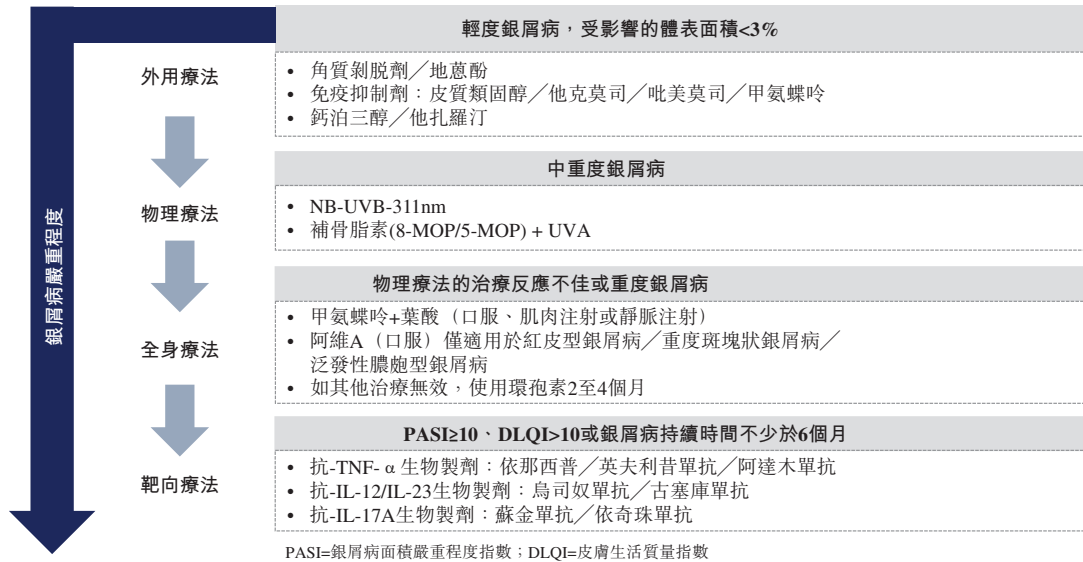 輕度銀屑病，受影響的體表面積<3%
外用療法
• 角質剝脫劑／地蒽酚
• 免疫抑制劑：皮質類固醇／他克莫司／吡美莫司／甲氨蝶呤
• 鈣泊三醇／他扎羅汀
中重度銀屑病
物理療法
• NB-UVB-311nm
• 補骨脂素(8-MOP/5-MOP) + UVA
物理療法的治療反應不佳或重度銀屑病
全身療法
• 甲氨蝶呤+葉酸（口服、肌肉注射或靜脈注射）
• 阿維A（口服）僅適用於紅皮型銀屑病／重度斑塊狀銀屑病／
泛發性膿皰型銀屑病
• 如其他治療無效，使用環孢素2至4個月
PASI≥10、DLQI>10或銀屑病持續時間不少於6個月
靶向療法
• 抗-TNF-α生物製劑：依那西普／英夫利昔單抗／阿達木單抗
• 抗-IL-12/IL-23生物製劑：烏司奴單抗／古塞庫單抗
• 抗-IL-17A生物製劑：蘇金單抗／依奇珠單抗
銀屑病嚴重程度
PASI=銀屑病面積嚴重程度指數；DLQI=皮膚生活質量指數